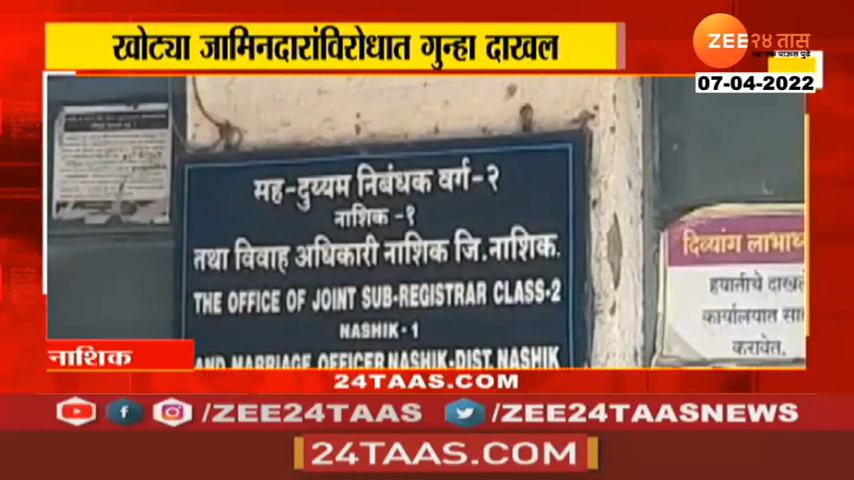 खोट्या जामिनदारांविरोधात गुन्हा दाखल
ZEE २४ तास
07-04-2022
मह-दुय्यम निबंधक वर्ग-२
नाशिक -१
तथा विवाह अधिकारी नाशिक जि.नाशिक.
THE OFFICE OF JOINT SUB-REGISTRAR CLASS-2
NASHIK-1
AND MARRIAGE OFFICER NASHIK-DIST. NASHIK
दिव्यांग
हयातीचे
कार्यालयात
करावेत.
नाशिक
24TAAS.COM
/ZEE24TAAS
/ZEE24TAASNEWS
24TAAS.COM